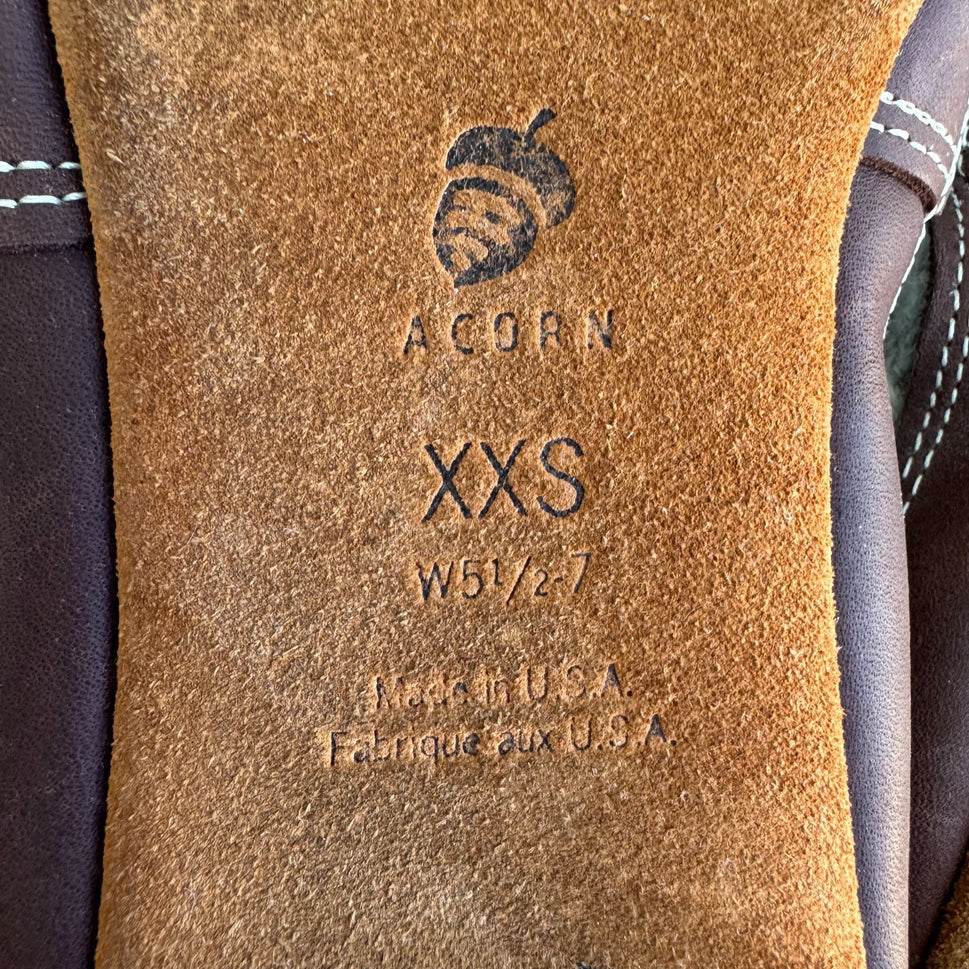 ACORN
XXS
W5½-7
Made in U.S.A.
Fabrique aux U.S.A.